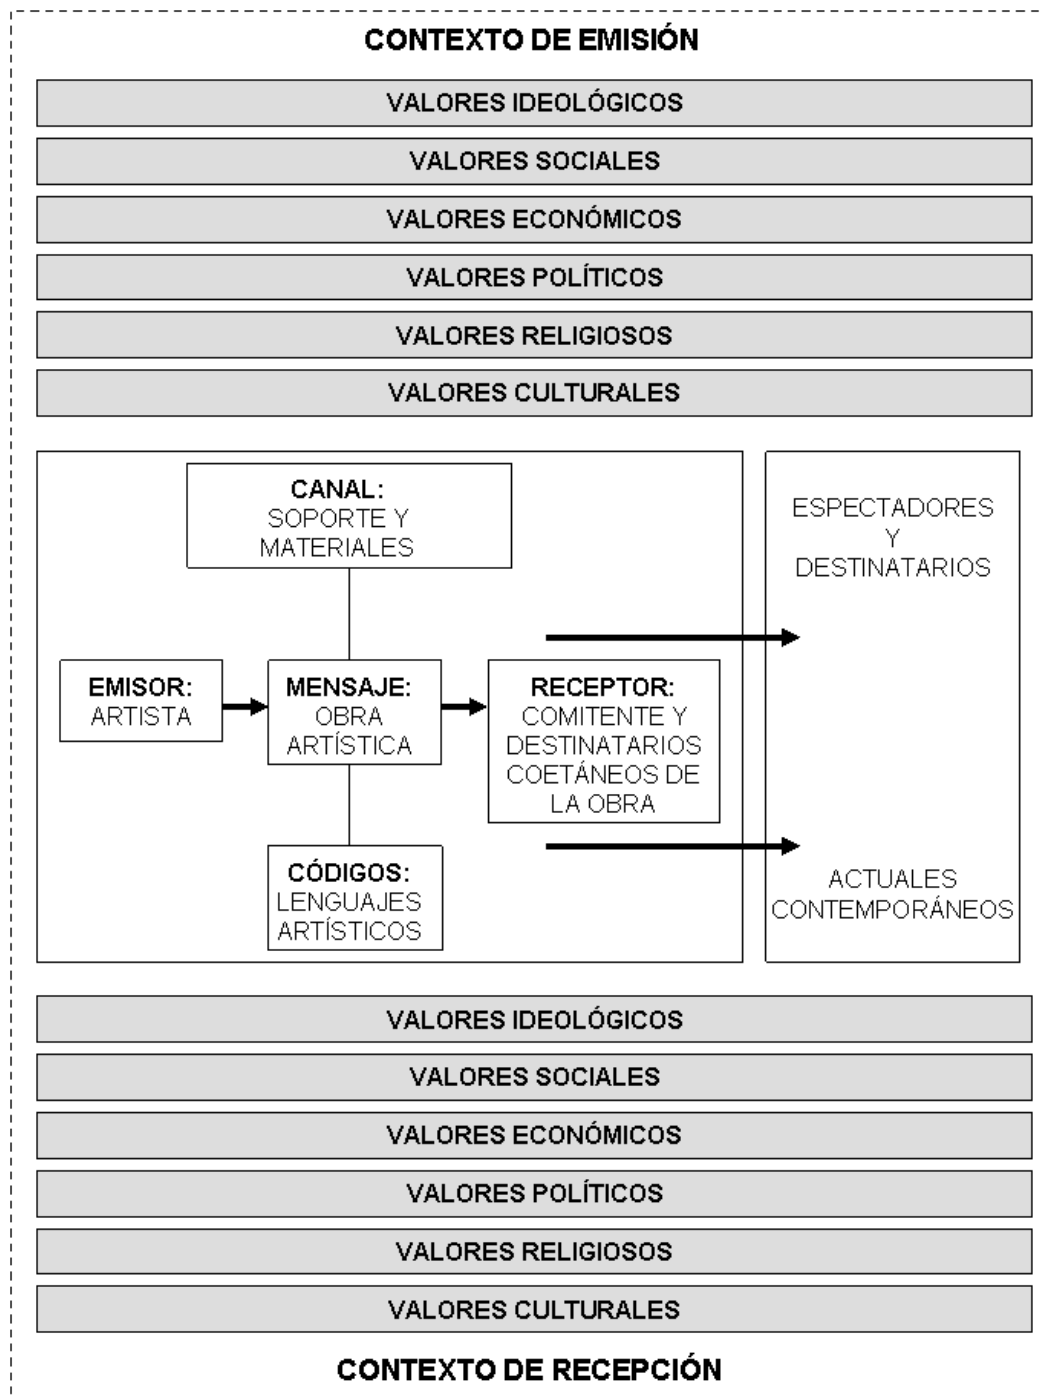 CONTEXTO DE EMISIÓN
VALORES IDEOLÓGICOS
VALORES SOCIALES
VALORES ECONÓMICOS
VALORES POLÍTICOS
VALORES RELIGIOSOS
VALORES CULTURALES
CANAL:
SOPORTE Y
MATERIALES
EMISOR:
ARTISTA
MENSAJE:
OBRA
ARTÍSTICA
RECEPTOR:
COMITENTE Y
DESTINATARIOS
COETÁNEOS DE
LA OBRA
CÓDIGOS:
LENGUAJES
ARTÍSTICOS
ESPECTADORES
Y
DESTINATARIOS
ACTUALES
CONTEMPORÁNEOS
VALORES IDEOLÓGICOS
VALORES SOCIALES
VALORES ECONÓMICOS
VALORES POLÍTICOS
VALORES RELIGIOSOS
VALORES CULTURALES
CONTEXTO DE RECEPCIÓN